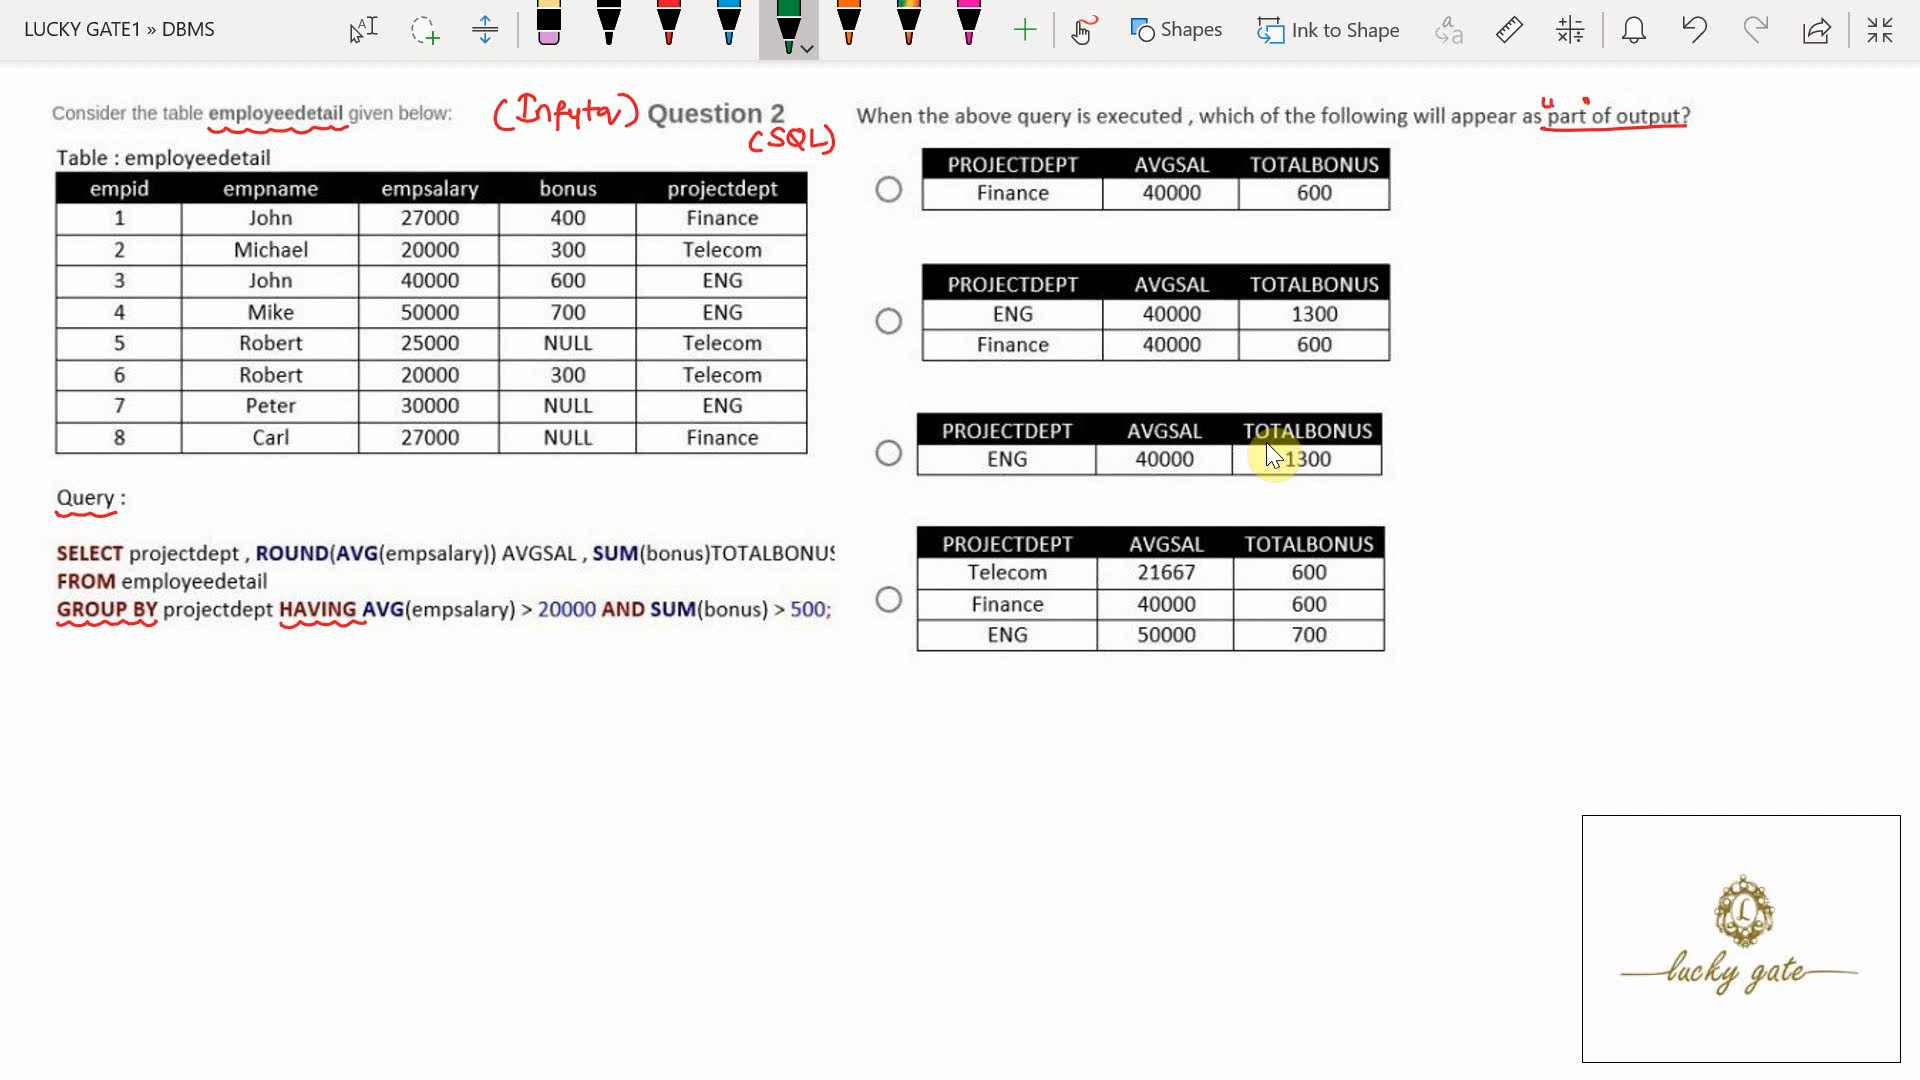 LUCKY GATE1 » DBMS
Shapes
Ink to Shape
Consider the table employeedetail given below: (Infytq) Question 2
(SQL)
Table : employeedetail
empid empname empsalary bonus projectdept
1 John 27000 400 Finance
2 Michael 20000 300 Telecom
3 John 40000 600 ENG
4 Mike 50000 700 ENG
5 Robert 25000 NULL Telecom
6 Robert 20000 300 Telecom
7 Peter 30000 NULL ENG
8 Carl 27000 NULL Finance
Query :
SELECT projectdept , ROUND(AVG(empsalary)) AVGSAL , SUM(bonus)TOTALBONUS
FROM employeedetail
GROUP BY projectdept HAVING AVG(empsalary) > 20000 AND SUM(bonus) > 500;
When the above query is executed , which of the following will appear as part of output?
PROJECTDEPT AVGSAL TOTALBONUS
Finance 40000 600
PROJECTDEPT AVGSAL TOTALBONUS
ENG 40000 1300
Finance 40000 600
PROJECTDEPT AVGSAL TOTALBONUS
ENG 40000 1300
PROJECTDEPT AVGSAL TOTALBONUS
Telecom 21667 600
Finance 40000 600
ENG 50000 700
L
lucky gate